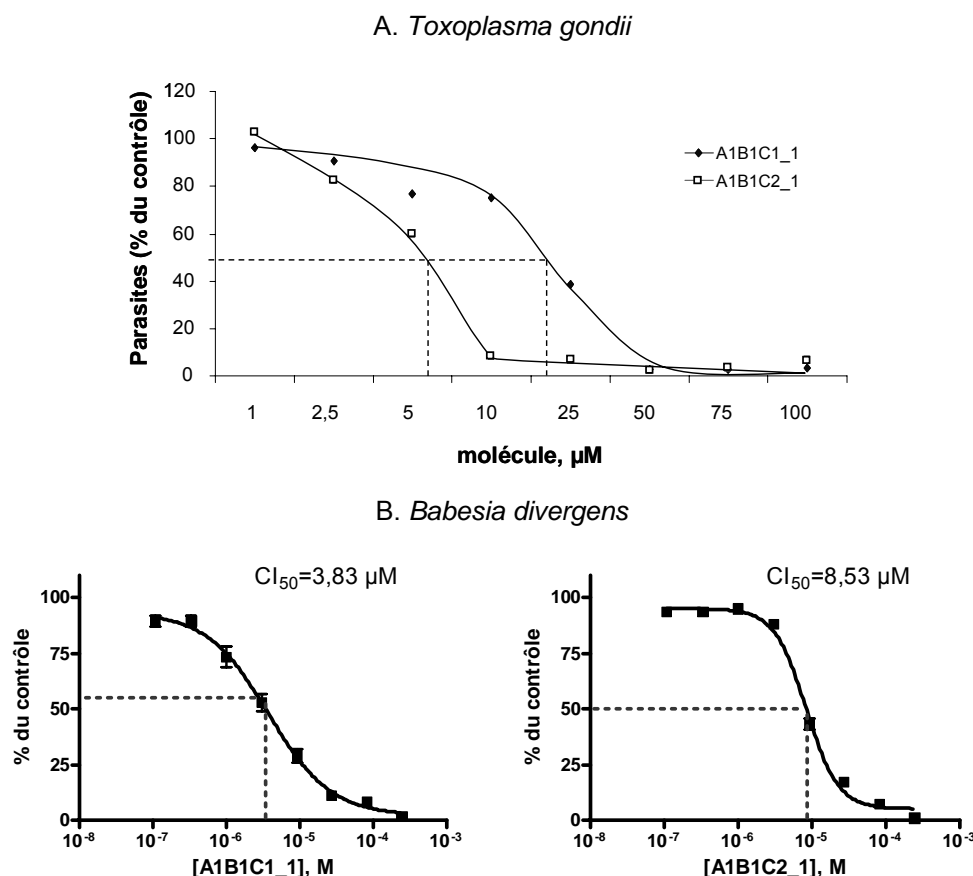 A. Toxoplasma gondii
120
100
80
60
40
20
0
Parasites (% du contrôle)
A1B1C1_1
A1B1C2_1
1 2,5 5 10 25 50 75 100
molécule, µM
B. Babesia divergens
CI50=3,83 µM
100
75
50
25
0
% du contrôle
10-8 10-7 10-6 10-5 10-4 10-3
[A1B1C1_1], M
CI50=8,53 µM
100
75
50
25
0
% du contrôle
10-8 10-7 10-6 10-5 10-4 10-3
[A1B1C2_1], M